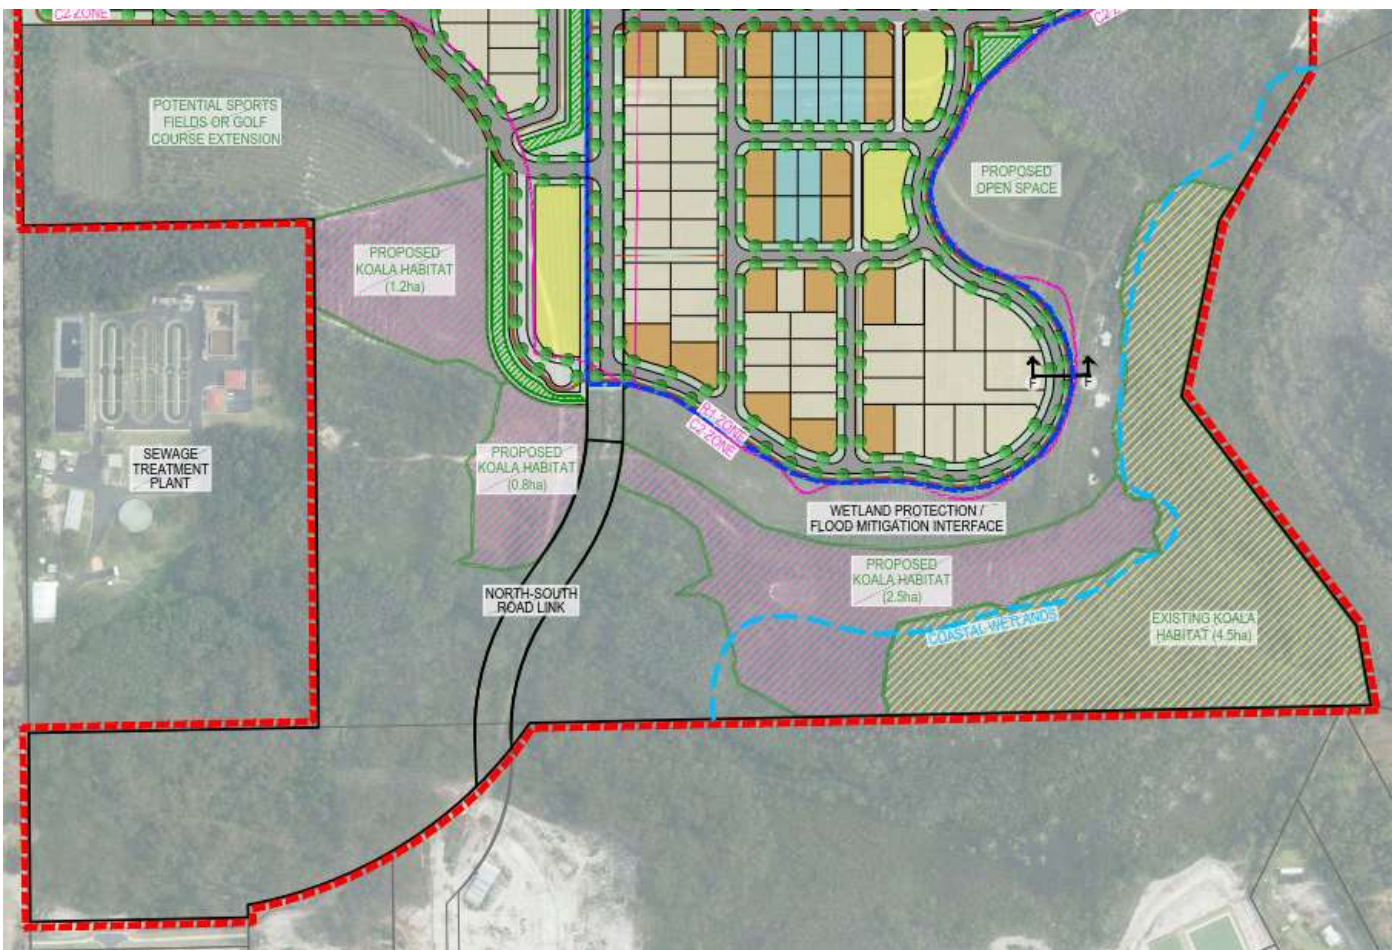 C2 ZONE
C2
POTENTIAL SPORTS
FIELDS OR GOLF
COURSE EXTENSION
PROPOSED
OPEN SPACE
PROPOSED
KOALA HABITAT
(1.2ha)
F
F
R1 ZONE
C2 ZONE
SEWAGE
TREATMENT
PLANT
PROPOSED
KOALA HABITAT
(0.8ha)
WETLAND PROTECTION /
FLOOD MITIGATION INTERFACE
PROPOSED
KOALA HABITAT
(2.5ha)
NORTH-SOUTH
ROAD LINK
COASTAL WETLANDS
EXISTING KOALA
HABITAT (4.5ha)